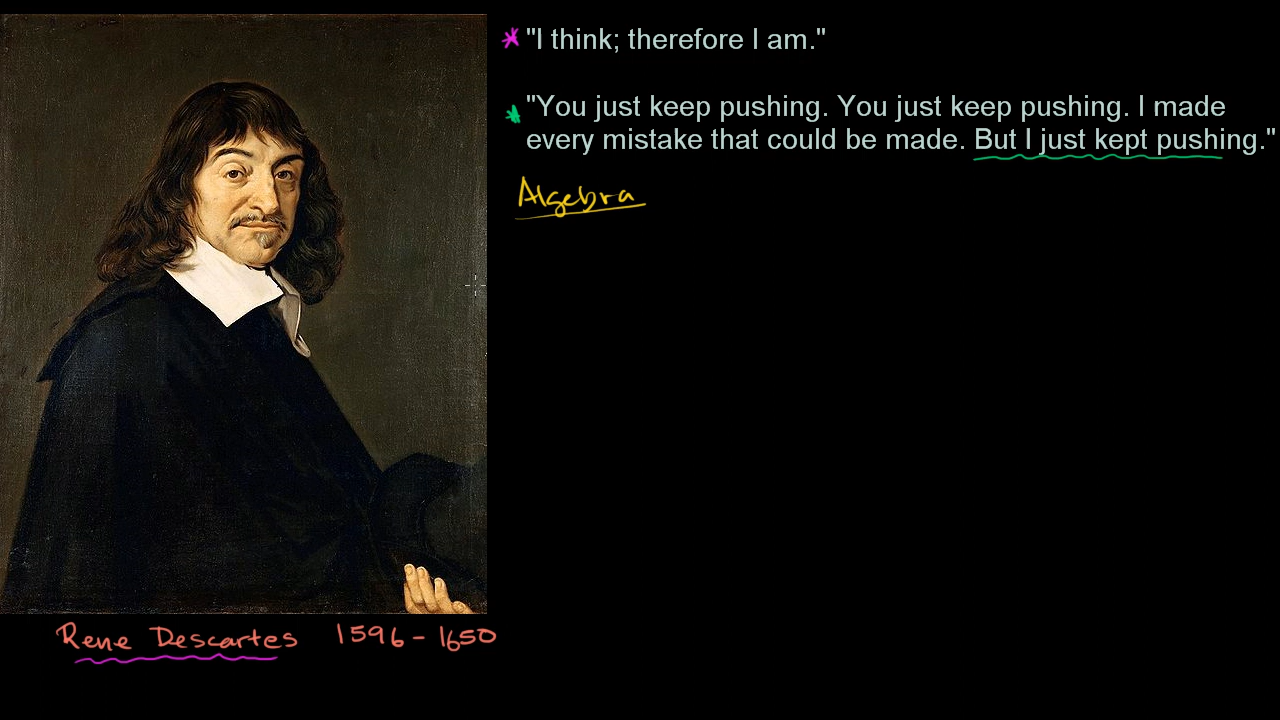 "I think; therefore I am."
"You just keep pushing. You just keep pushing. I made
every mistake that could be made. But I just kept pushing."
Algebra
Rene Descartes 1596 - 1650